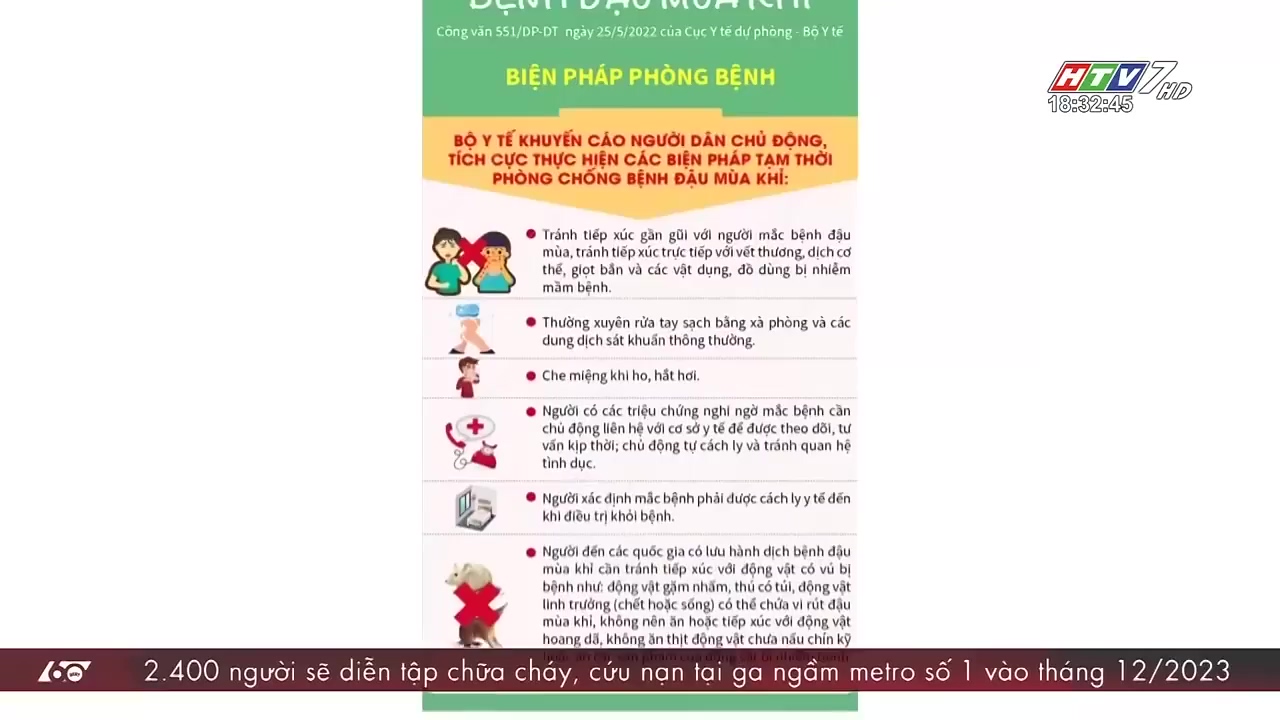 BỆNH ĐẬU MÙA KHỈ
Công văn 551/DP-DT ngày 25/5/2022 của Cục Y tế dự phòng - Bộ Y tế
BIỆN PHÁP PHÒNG BỆNH
HTV7 HD
18:32:45
BỘ Y TẾ KHUYẾN CÁO NGƯỜI DÂN CHỦ ĐỘNG,
TÍCH CỰC THỰC HIỆN CÁC BIỆN PHÁP TẠM THỜI
PHÒNG CHỐNG BỆNH ĐẬU MÙA KHỈ:
Tránh tiếp xúc gần gũi với người mắc bệnh đậu
mùa, tránh tiếp xúc trực tiếp với vết thương, dịch cơ
thể, giọt bắn và các vật dụng, đồ dùng bị nhiễm
mầm bệnh.
Thường xuyên rửa tay sạch bằng xà phòng và các
dung dịch sát khuẩn thông thường.
Che miệng khi ho, hắt hơi.
Người có các triệu chứng nghi ngờ mắc bệnh cần
chủ động liên hệ với cơ sở y tế để được theo dõi, tư
vấn kịp thời; chủ động tự cách ly và tránh quan hệ
tình dục.
Người xác định mắc bệnh phải được cách ly y tế đến
khi điều trị khỏi bệnh.
Người đến các quốc gia có lưu hành dịch bệnh đậu
mùa khỉ cần tránh tiếp xúc với động vật có vú bị
bệnh như: động vật gặm nhấm, thú có túi, động vật
linh trưởng (chết hoặc sống) có thể chứa vi rút đậu
mùa khỉ, không nên ăn hoặc tiếp xúc với động vật
hoang dã, không ăn thịt động vật chưa nấu chín kỹ
60 giây
2.400 người sẽ diễn tập chữa cháy, cứu nạn tại ga ngầm metro số 1 vào tháng 12/2023